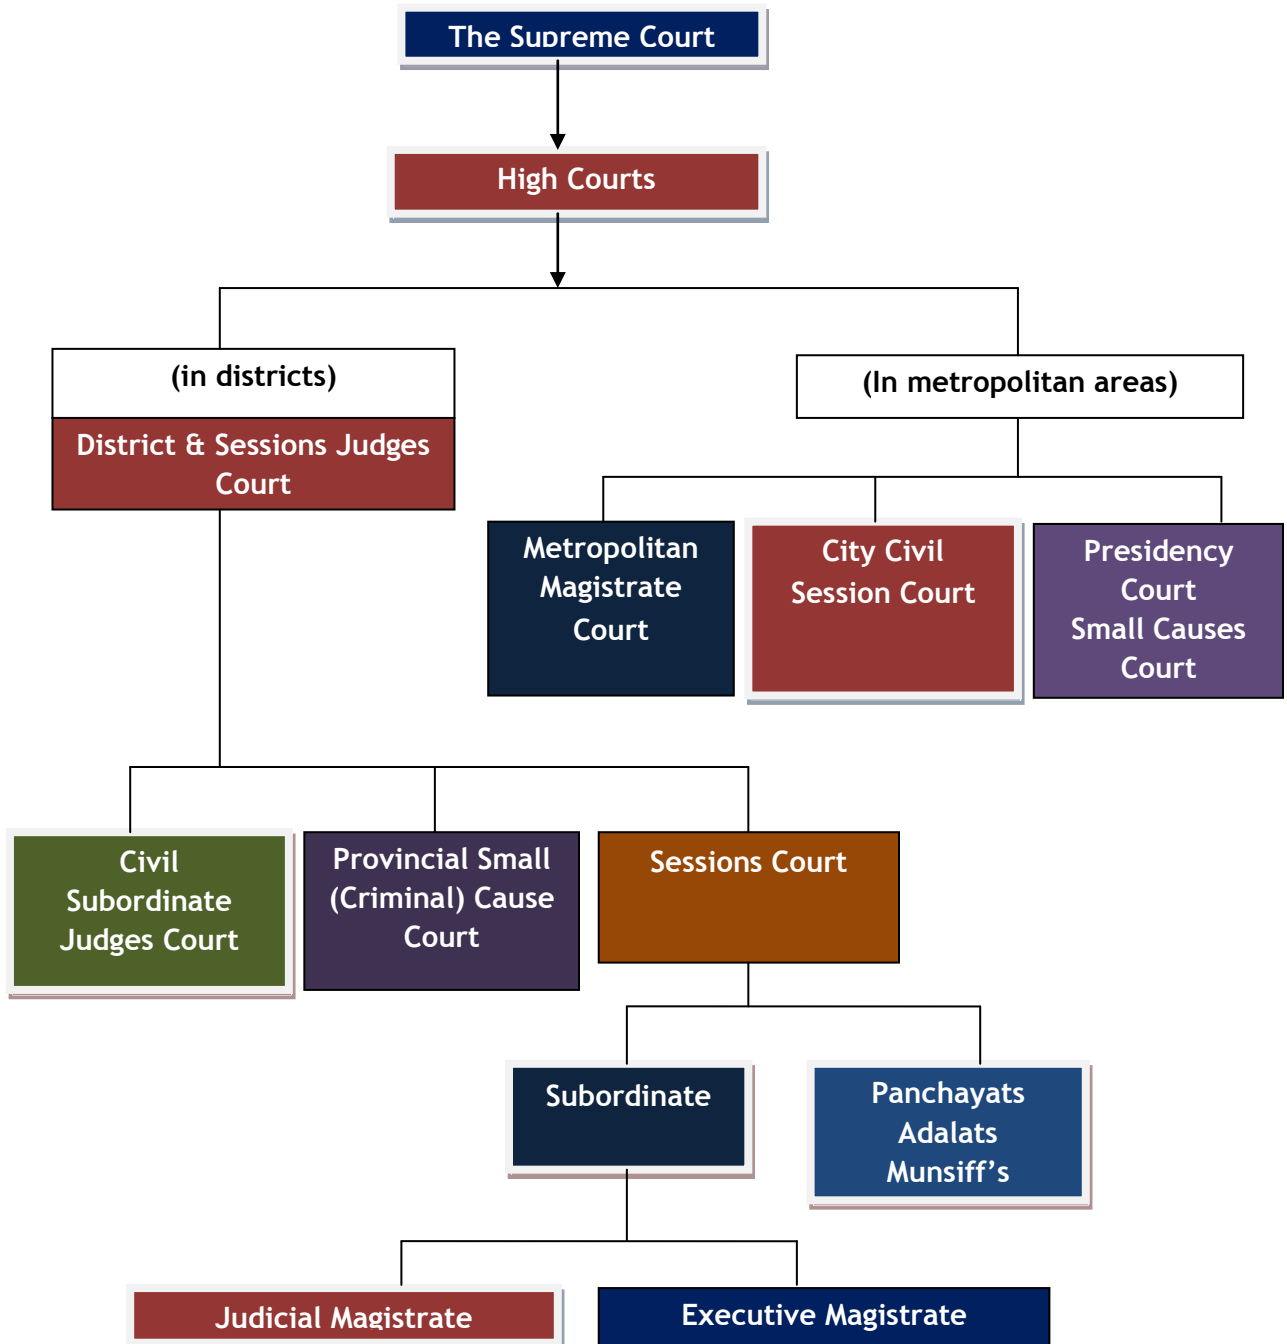 The Supreme Court
High Courts
(in districts)
District & Sessions Judges
Court
(In metropolitan areas)
Metropolitan
Magistrate
Court
City Civil
Session Court
Presidency
Court
Small Causes
Court
Civil
Subordinate
Judges Court
Provincial Small
(Criminal) Cause
Court
Sessions Court
Subordinate
Panchayats
Adalats
Munsiff’s
Judicial Magistrate
Executive Magistrate